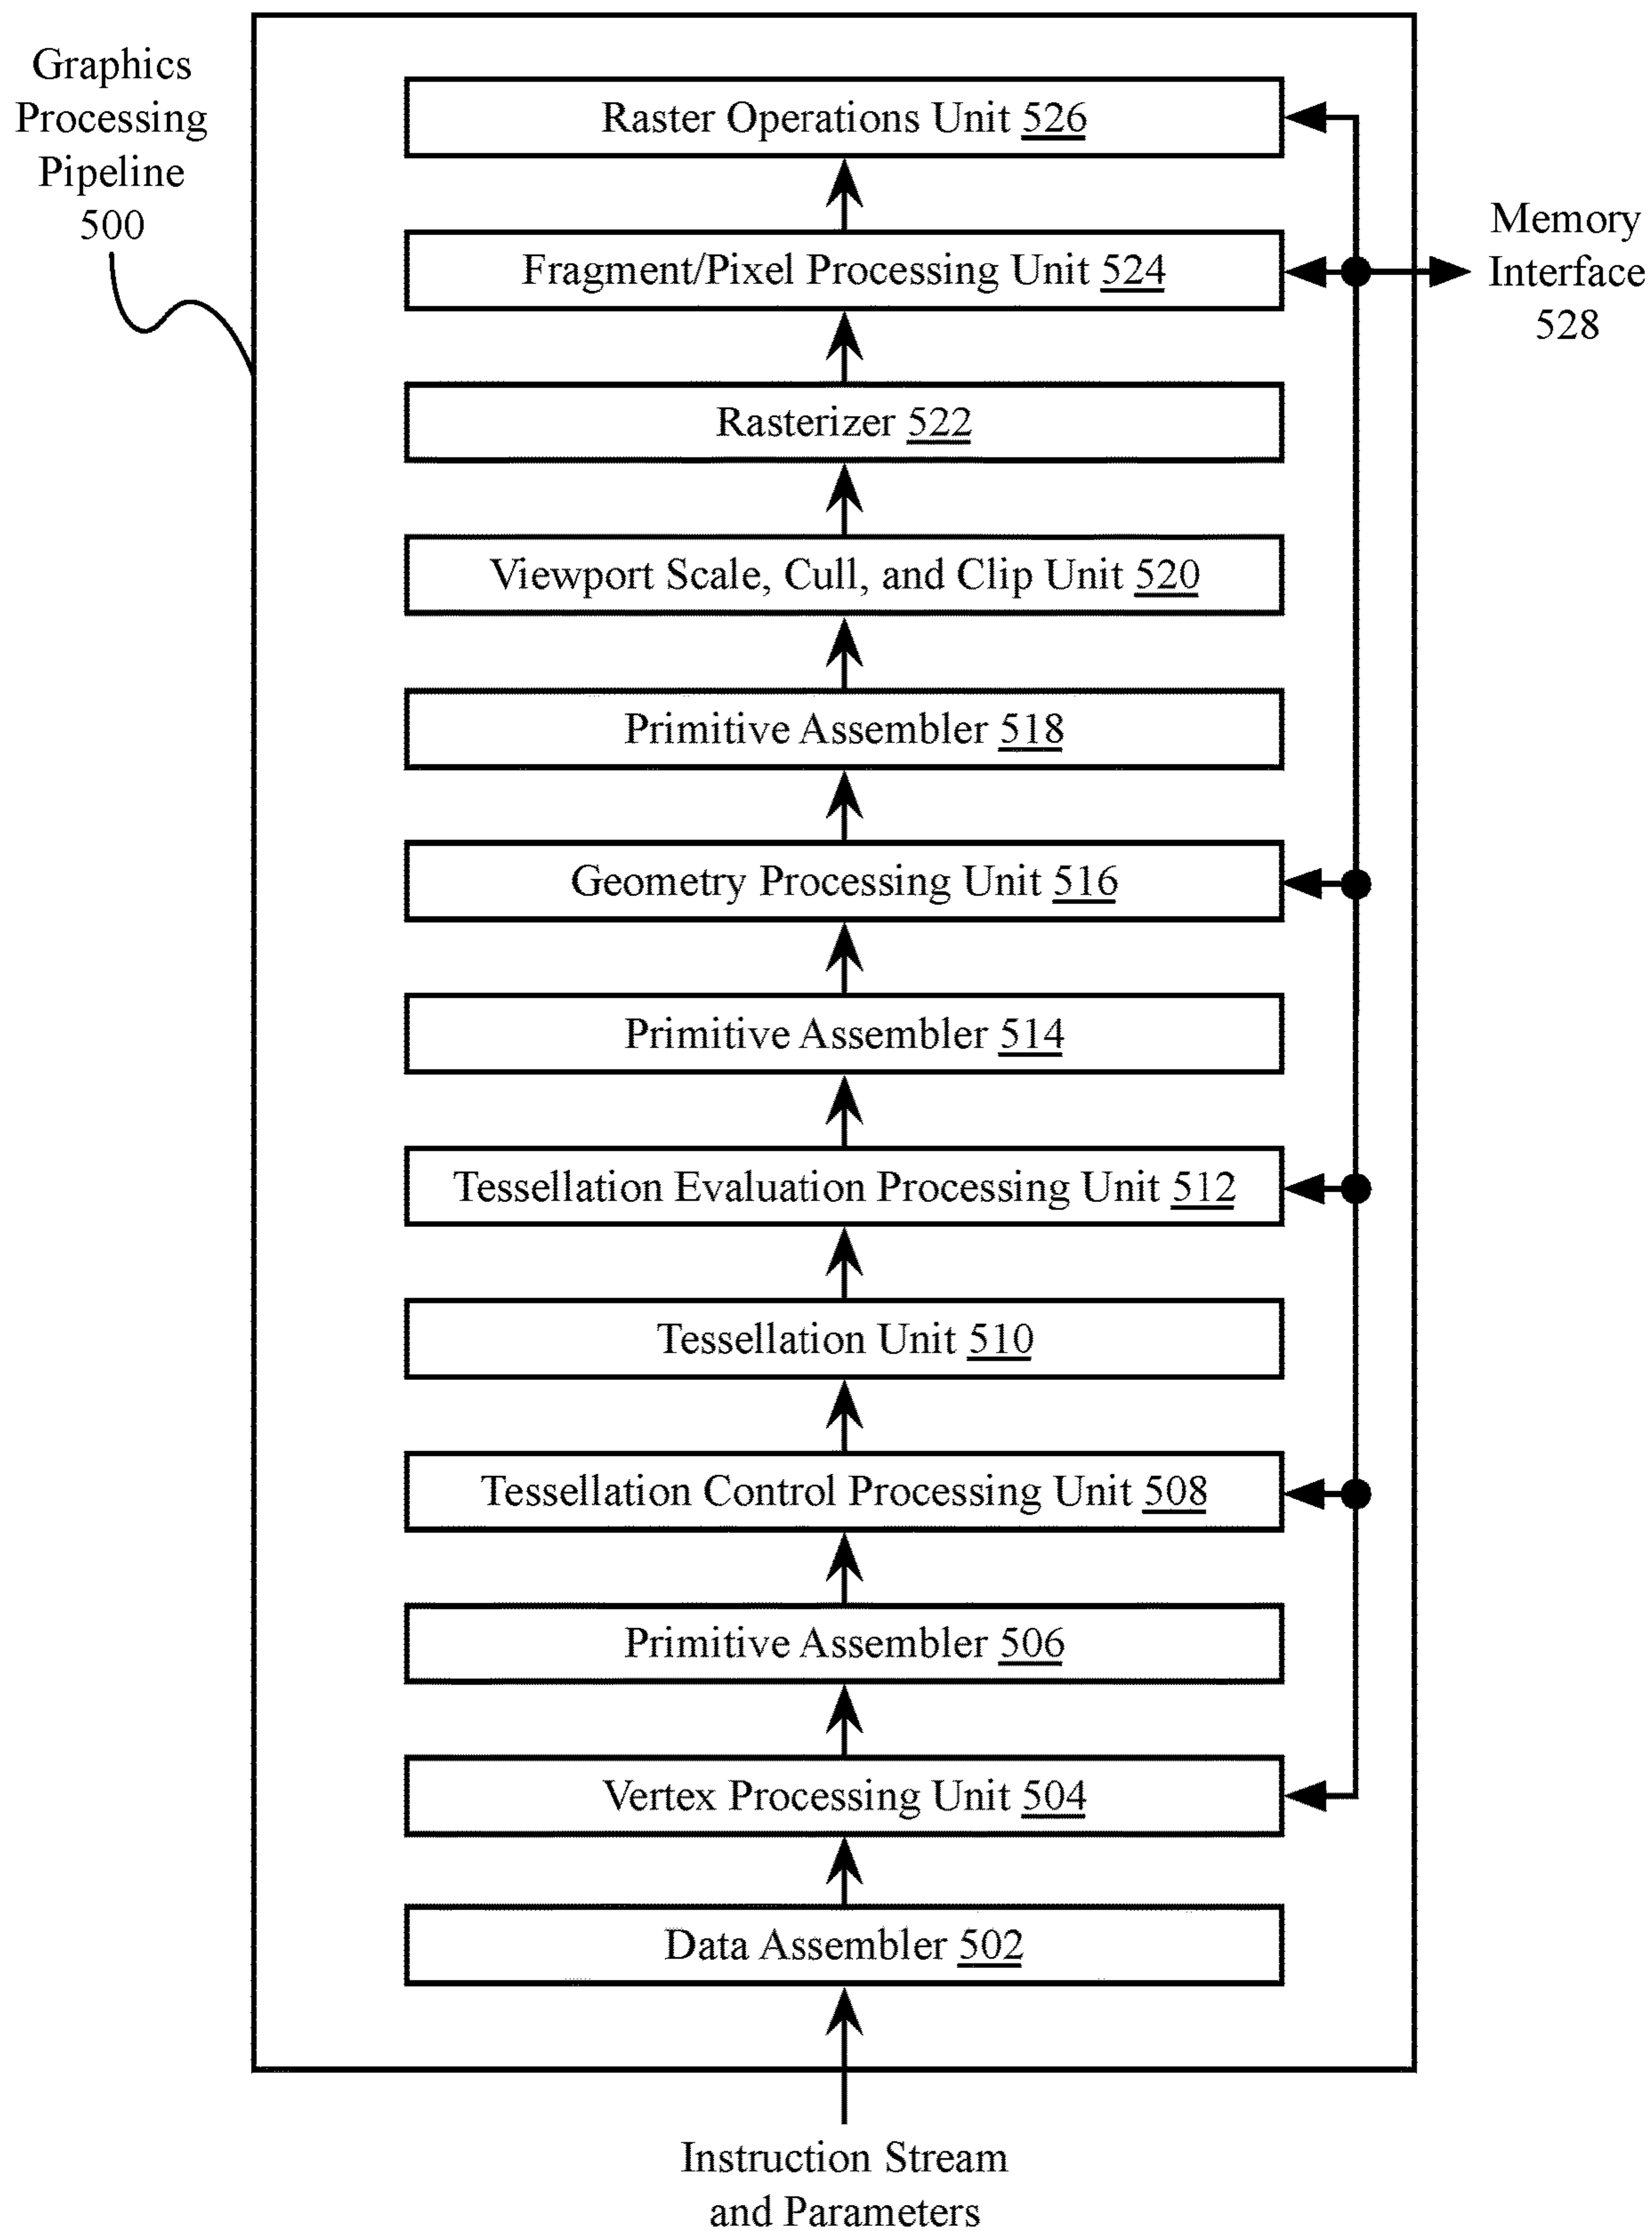 Graphics
Processing
Pipeline
500
Raster Operations Unit 526
Fragment/Pixel Processing Unit 524
Memory
Interface
528
Rasterizer 522
Viewport Scale, Cull, and Clip Unit 520
Primitive Assembler 518
Geometry Processing Unit 516
Primitive Assembler 514
Tessellation Evaluation Processing Unit 512
Tessellation Unit 510
Tessellation Control Processing Unit 508
Primitive Assembler 506
Vertex Processing Unit 504
Data Assembler 502
Instruction Stream
and Parameters